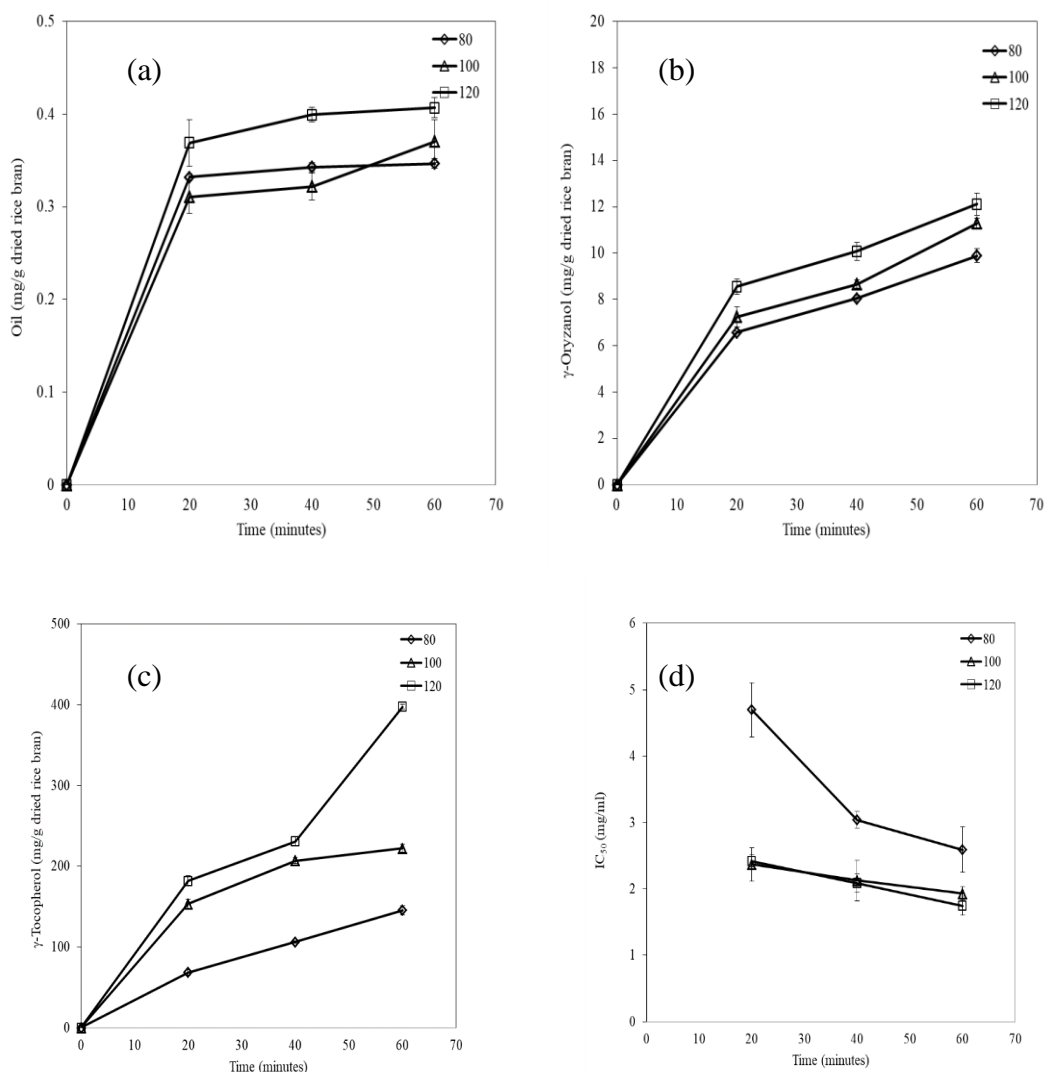 0.5
0.4
0.3
0.2
0.1
0
0 10 20 30 40 50 60 70
Oil (mg/g dried rice bran)
Time (minutes)
(a)
80
100
120
20
18
16
14
12
10
8
6
4
2
0
0 10 20 30 40 50 60 70
γ-Oryzanol (mg/g dried rice bran)
Time (minutes)
(b)
80
100
120
500
400
300
200
100
0
0 10 20 30 40 50 60 70
γ-Tocopherol (mg/g dried rice bran)
Time (minutes)
(c)
80
100
120
6
5
4
3
2
1
0
0 10 20 30 40 50 60 70
IC₅₀ (mg/ml)
Time (minutes)
(d)
80
100
120